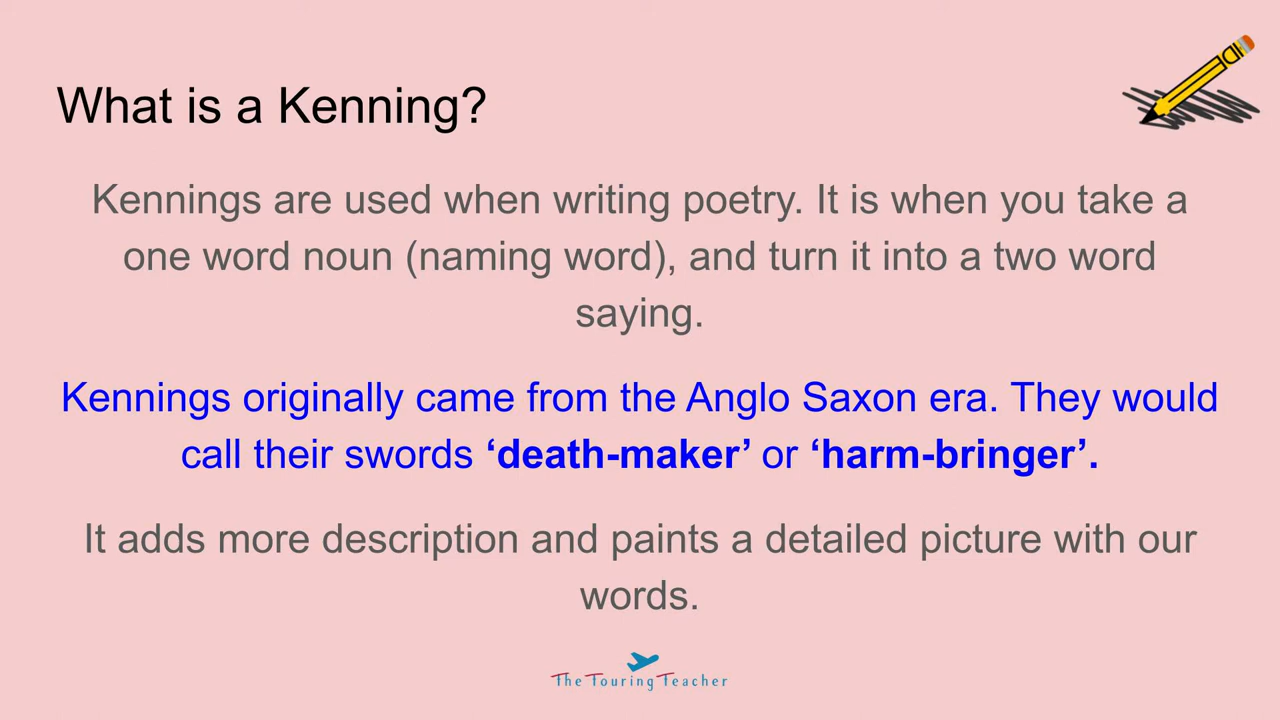 What is a Kenning?
Kennings are used when writing poetry. It is when you take a
one word noun (naming word), and turn it into a two word
saying.
Kennings originally came from the Anglo Saxon era. They would
call their swords ‘death-maker’ or ‘harm-bringer’.
It adds more description and paints a detailed picture with our
words.
The Touring Teacher